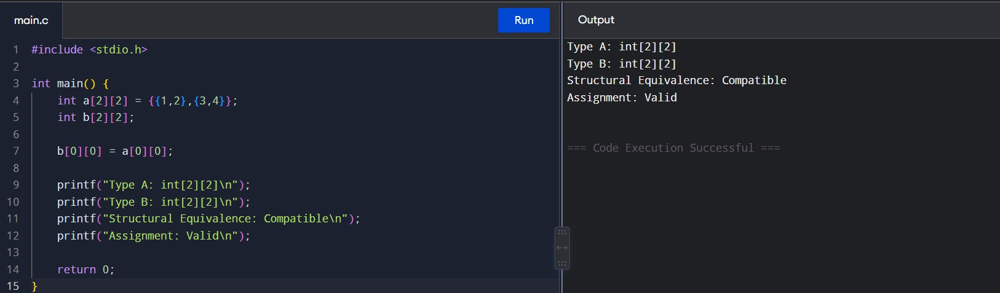 main.c
Run
1 #include <stdio.h>
2
3 int main() {
4     int a[2][2] = {{1,2},{3,4}};
5     int b[2][2];
6
7     b[0][0] = a[0][0];
8
9     printf("Type A: int[2][2]\n");
10     printf("Type B: int[2][2]\n");
11     printf("Structural Equivalence: Compatible\n");
12     printf("Assignment: Valid\n");
13
14     return 0;
15 }
Output
Type A: int[2][2]
Type B: int[2][2]
Structural Equivalence: Compatible
Assignment: Valid
=== Code Execution Successful ===